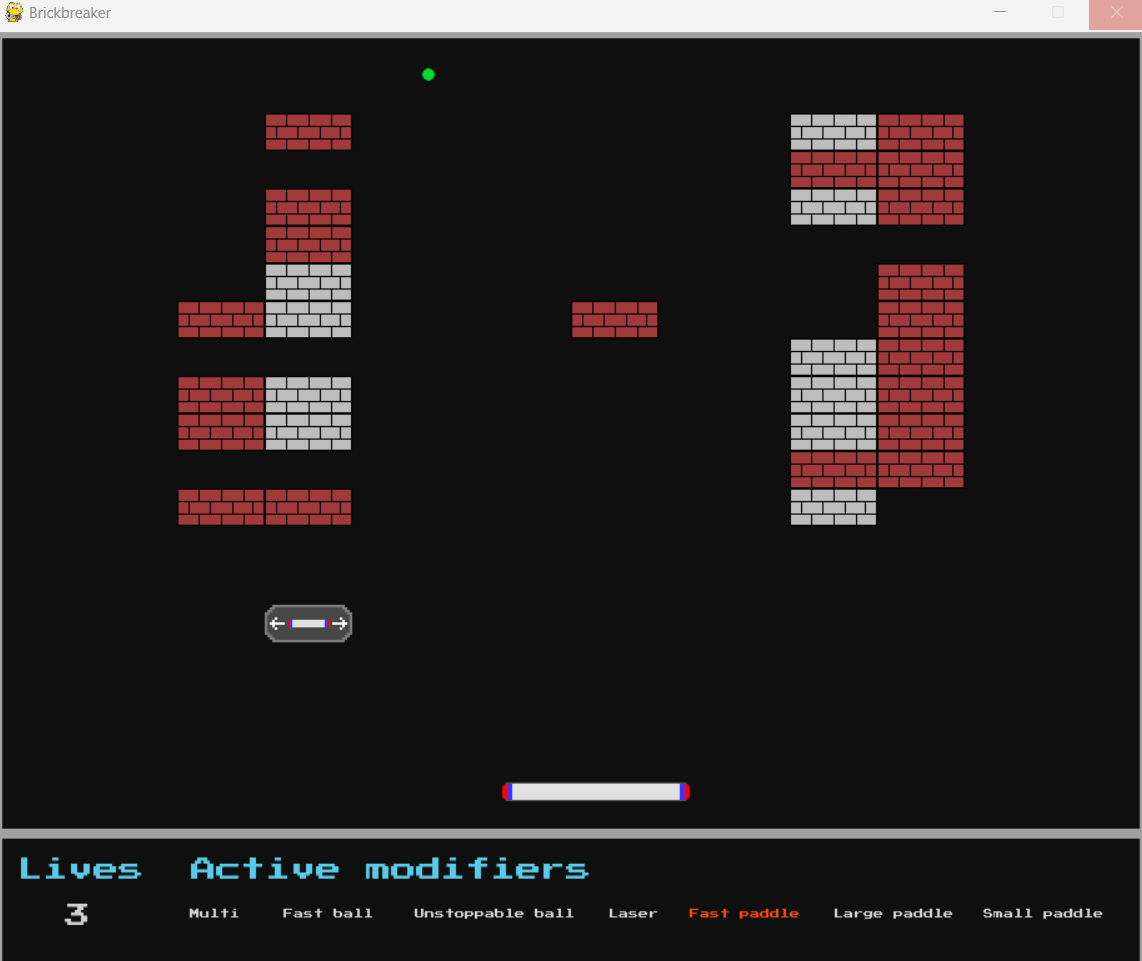 Brickbreaker
Lives Active modifiers
3 Multi Fast ball Unstoppable ball Laser Fast paddle Large paddle Small paddle